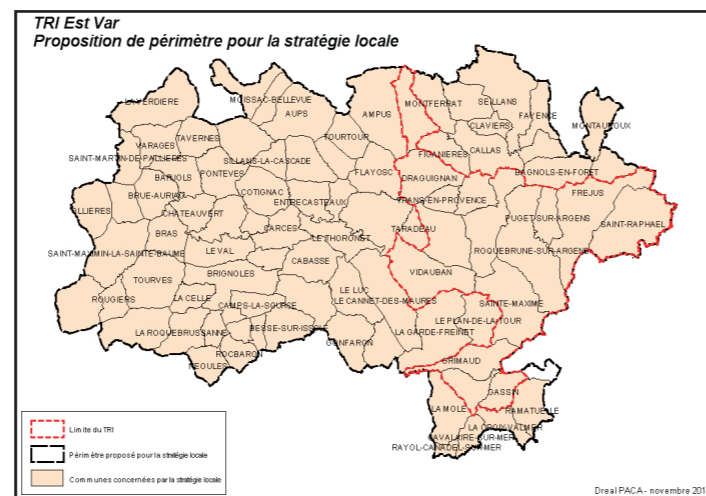 TRI Est Var
Proposition de périmètre pour la stratégie locale
LA VERDIERE
MOISSAC-BELLEVUE
AUPS
AMPUS
MONTFERRAT
SEILLANS
FAYENCE
CLAVIERS
MONTAUROUX
VARAGES
TAVERNES
TOURTOUR
SAINT-MARTIN-DE-PALLIERES
SILLANS-LA-CASCADE
FIGANIERES
CALLAS
BARJOLS
PONTEVES
FLAYOSC
DRAGUIGNAN
BAGNOLS-EN-FORET
BRUE-AURIAC
COTIGNAC
ENTRECASTEAUX
TRANS-EN-PROVENCE
FREJUS
OLLIERES
CHATEAUVERT
PUGET-SUR-ARGENS
SAINT-RAPHAEL
BRAS
CARCES
LE THORONET
TARADEAU
SAINT-MAXIMIN-LA-SAINTE-BAUME
LE VAL
ROQUEBRUNE-SUR-ARGENS
CABASSE
VIDAUBAN
TOURVES
BRIGNOLES
LE LUC
ROUGIERS
LA CELLE
CAMPS-LA-SOURCE
LE CANNET-DES-MAURES
SAINTE-MAXIME
LE PLAN-DE-LA-TOUR
LA ROQUEBRUSSANNE
BESSE-SUR-ISSOLE
LA GARDE-FREINET
GONFARON
ROCBARON
NEOULES
GRIMAUD
GASSIN
LA MOLE
RAMATUELLE
LA CROIX-VALMER
CAVALAIRE-SUR-MER
RAYOL-CANADEL-SUR-MER
Limite du TRI
Périmètre proposé pour la stratégie locale
Communes concernées par la stratégie locale
Dreal PACA - novembre 201